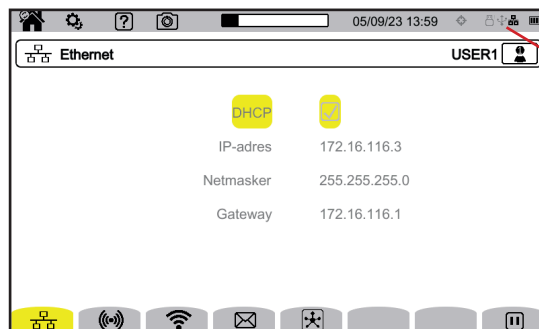 05/09/23 13:59
Ethernet USER1
DHCP
IP-adres 172.16.116.3
Netmasker 255.255.255.0
Gateway 172.16.116.1